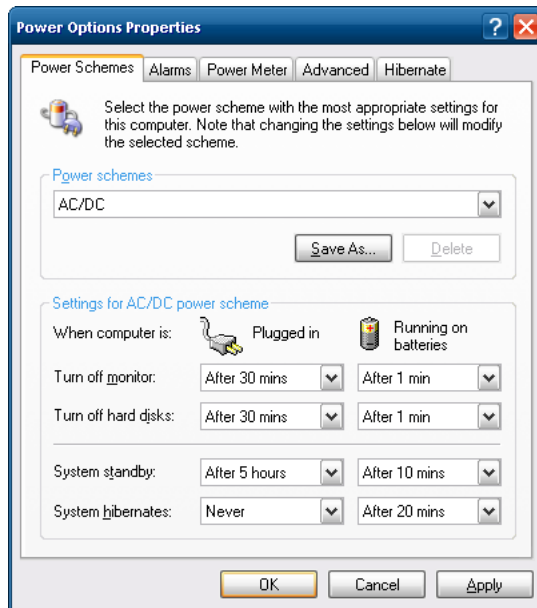 Power Options Properties
Power Schemes Alarms Power Meter Advanced Hibernate
Select the power scheme with the most appropriate settings for
this computer. Note that changing the settings below will modify
the selected scheme.
Power schemes
AC/DC
Save As... Delete
Settings for AC/DC power scheme
When computer is: Plugged in Running on
batteries
Turn off monitor: After 30 mins After 1 min
Turn off hard disks: After 30 mins After 1 min
System standby: After 5 hours After 10 mins
System hibernates: Never After 20 mins
OK Cancel Apply